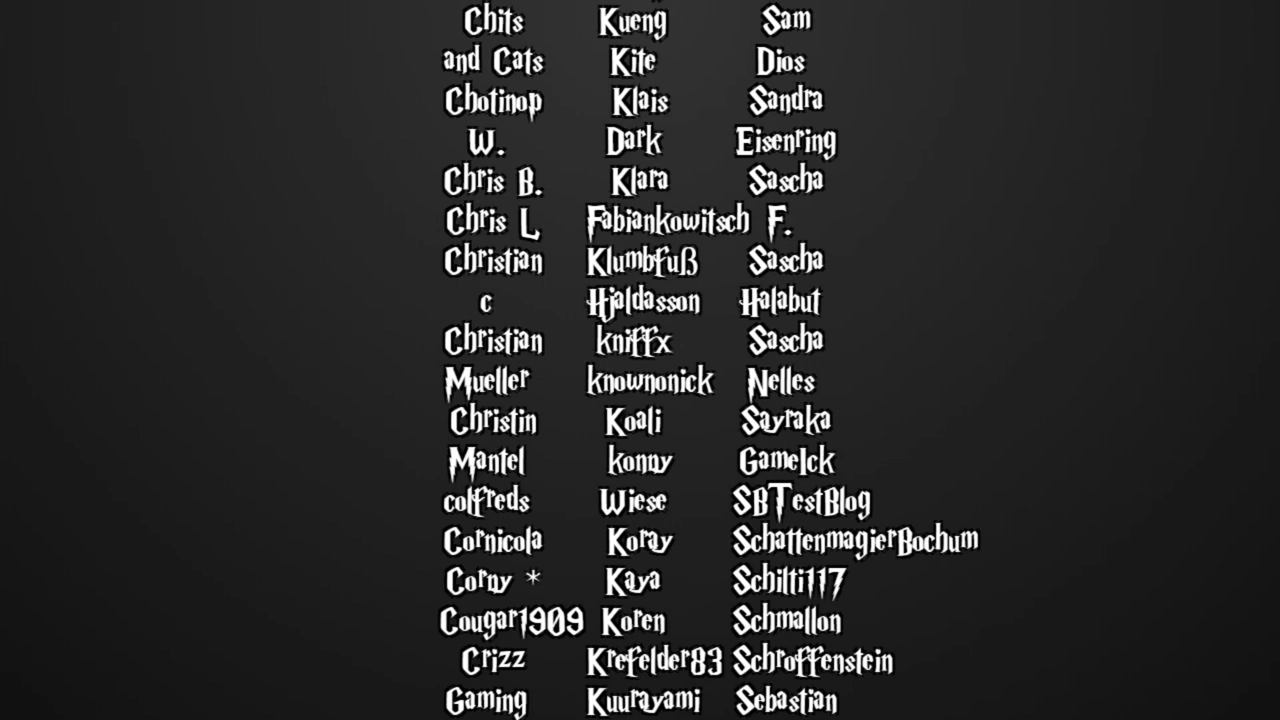 Chits Kueng Sam
and Cats Kite Dios
Chotinop Klais Sandra
W. Dark Eisenring
Chris B. Klara Sascha
Chris L Fabiankowitsch F.
Christian Klumbfuß Sascha
c Hjaldasson Halabut
Christian kniffx Sascha
Mueller knownonick Nelles
Christin Koali Sayraka
Mantel konny GameIck
colfreds Wiese SBTestBlog
Cornicola Koray SchattenmagierBochum
Corny * Kaya Schilti117
Cougar1909 Koren Schmallon
Crizz Krefelder83 Schroffenstein
Gaming Kuurayami Sebastian